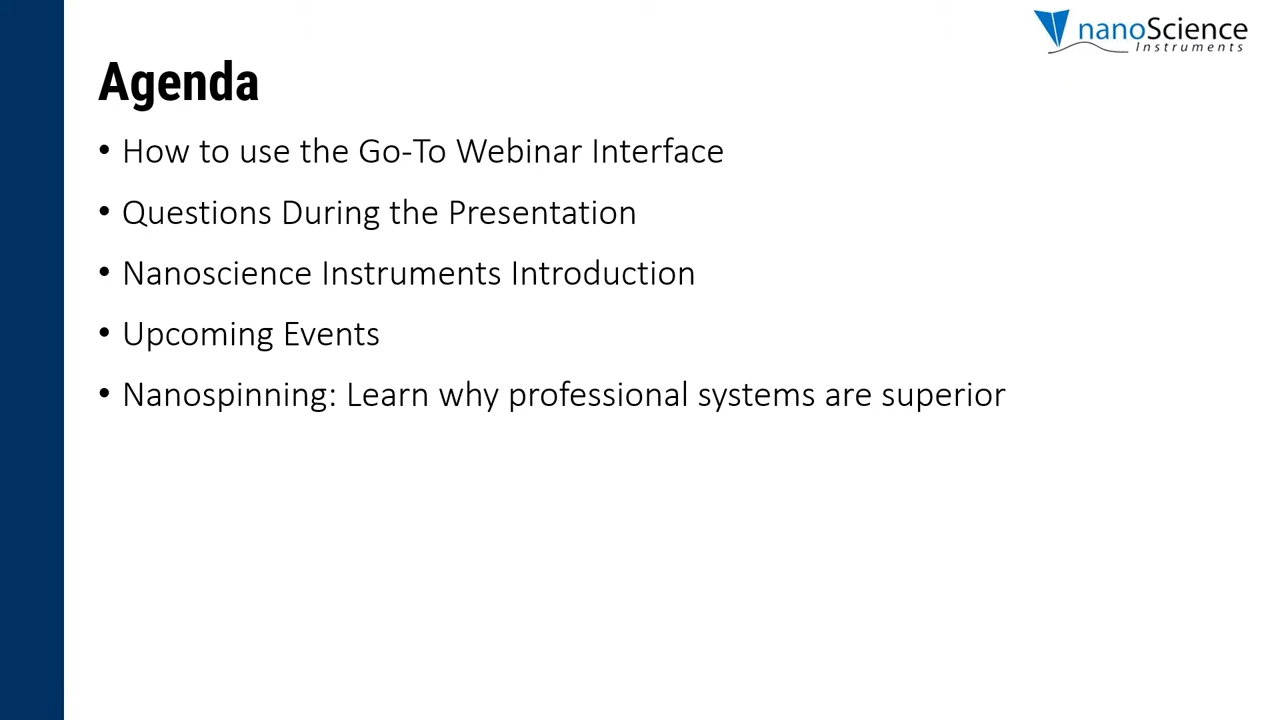 nanoScience
Instruments
Agenda
• How to use the Go-To Webinar Interface
• Questions During the Presentation
• Nanoscience Instruments Introduction
• Upcoming Events
• Nanospinning: Learn why professional systems are superior